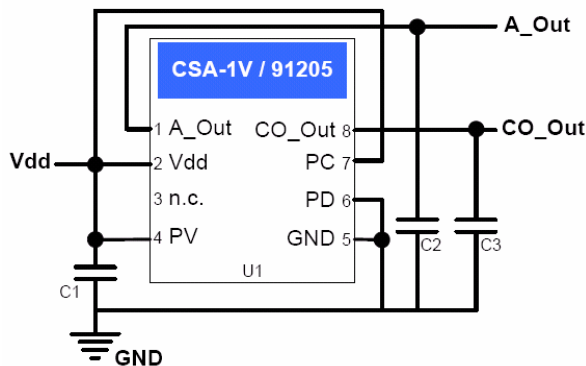 A_Out
CSA-1V / 91205
1 A_Out CO_Out 8
CO_Out
Vdd
2 Vdd PC 7
3 n.c. PD 6
4 PV GND 5
C2 C3
U1
C1
GND